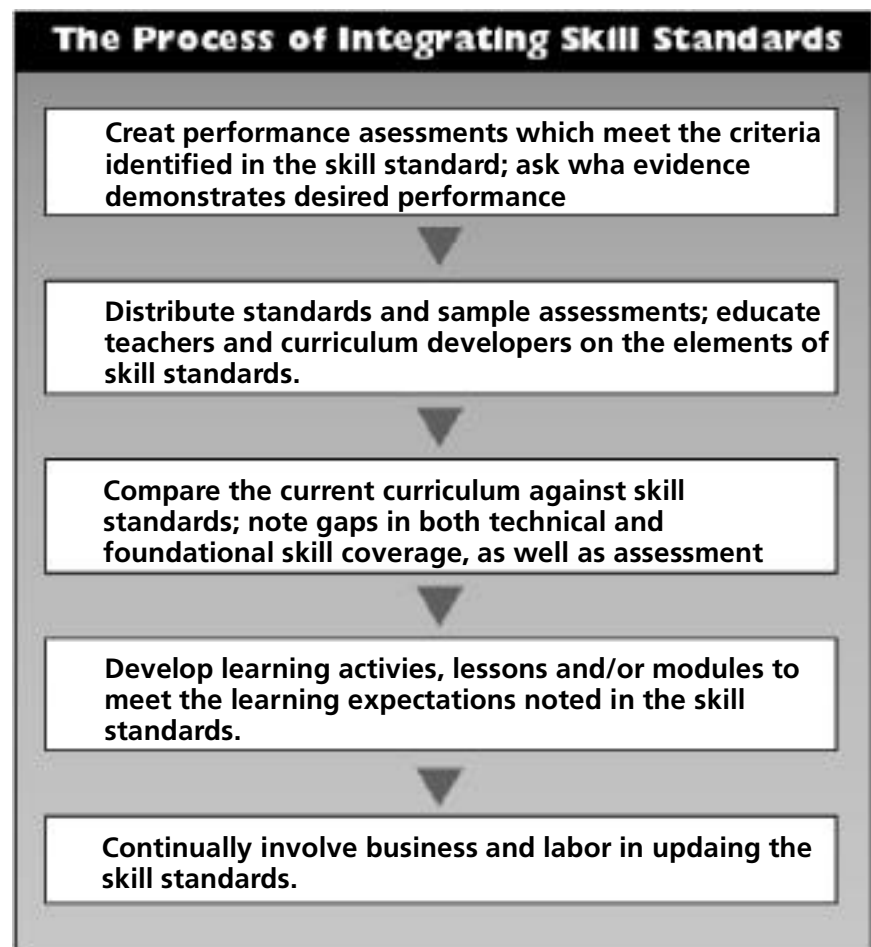 The Process of Integrating Skill Standards
Creat performance asessments which meet the criteria
identified in the skill standard; ask wha evidence
demonstrates desired performance
Distribute standards and sample assessments; educate
teachers and curriculum developers on the elements of
skill standards.
Compare the current curriculum against skill
standards; note gaps in both technical and
foundational skill coverage, as well as assessment
Develop learning activies, lessons and/or modules to
meet the learning expectations noted in the skill
standards.
Continually involve business and labor in updaing the
skill standards.